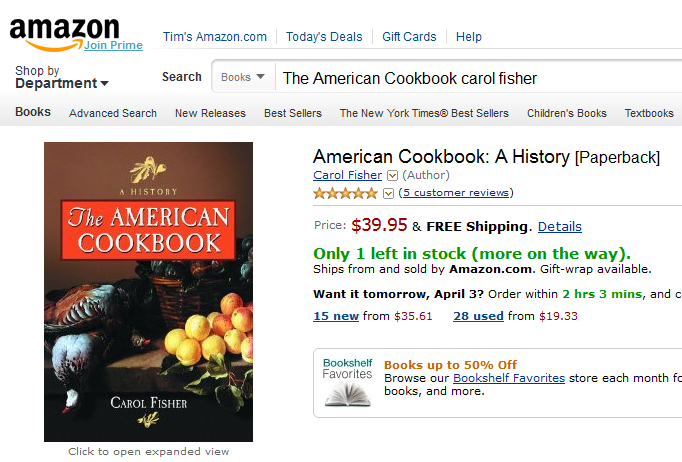 amazon
Join Prime
Tim's Amazon.com
Today's Deals
Gift Cards
Help
Shop by
Department
Search
Books
The American Cookbook carol fisher
Books
Advanced Search
New Releases
Best Sellers
The New York Times® Best Sellers
Children's Books
Textbooks
A HISTORY
The AMERICAN
COOKBOOK
CAROL FISHER
Click to open expanded view
American Cookbook: A History [Paperback]
Carol Fisher (Author)
(5 customer reviews)
Price: $39.95 & FREE Shipping. Details
Only 1 left in stock (more on the way).
Ships from and sold by Amazon.com. Gift-wrap available.
Want it tomorrow, April 3? Order within 2 hrs 3 mins, and c
15 new from $35.61 28 used from $19.33
Bookshelf
Favorites
Books up to 50% Off
Browse our Bookshelf Favorites store each month fo
books, and more.